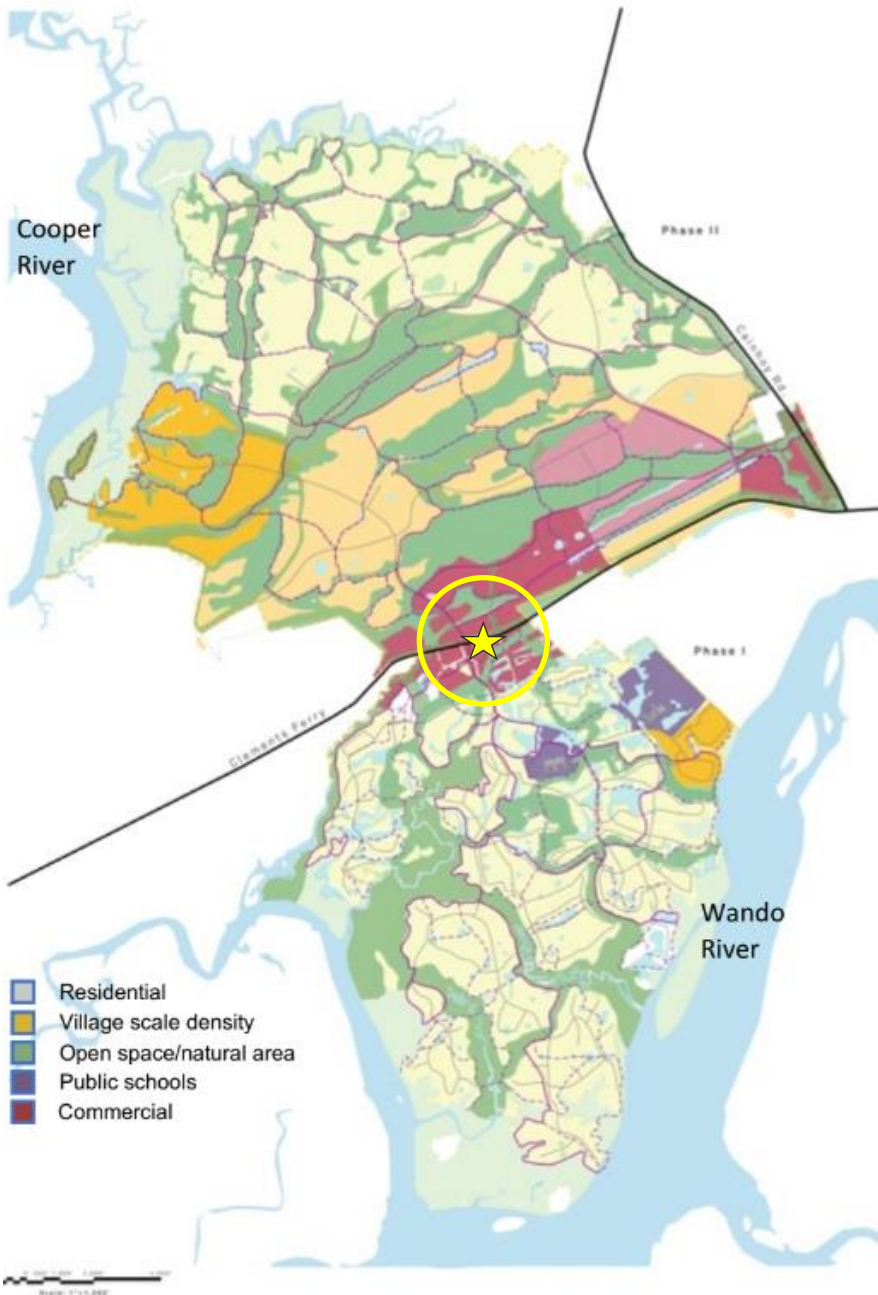 Cooper
River
Phase II
Cainhoy Rd
Phase I
Clements Ferry
Wando
River
Residential
Village scale density
Open space/natural area
Public schools
Commercial